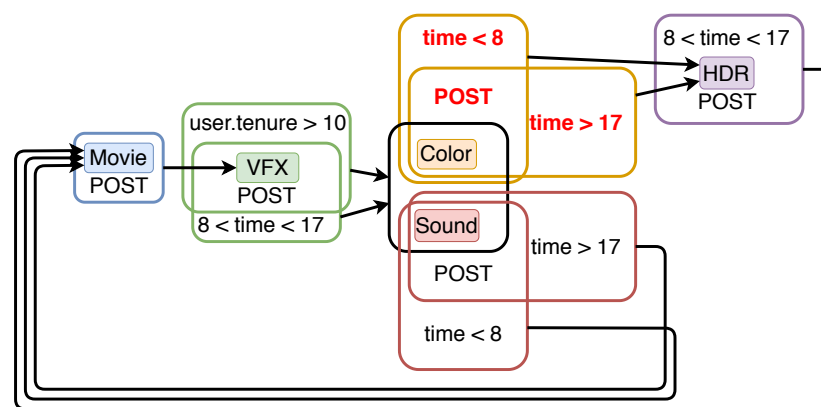 time < 8
8 < time < 17
HDR
POST
POST
time > 17
user.tenure > 10
Movie
POST
VFX
POST
8 < time < 17
Color
Sound
POST
time > 17
time < 8